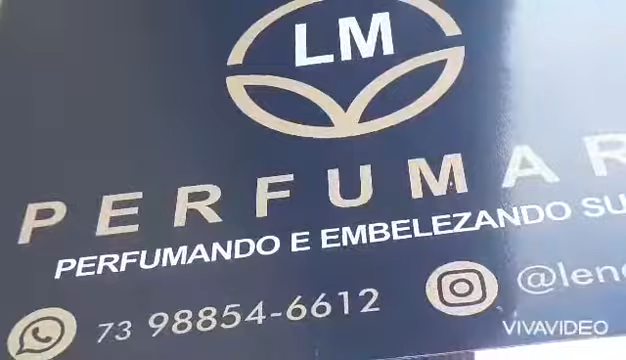 LM
PERFUMAR
PERFUMANDO E EMBELEZANDO SU
73 98854-6612
@len
VIVAVIDEO